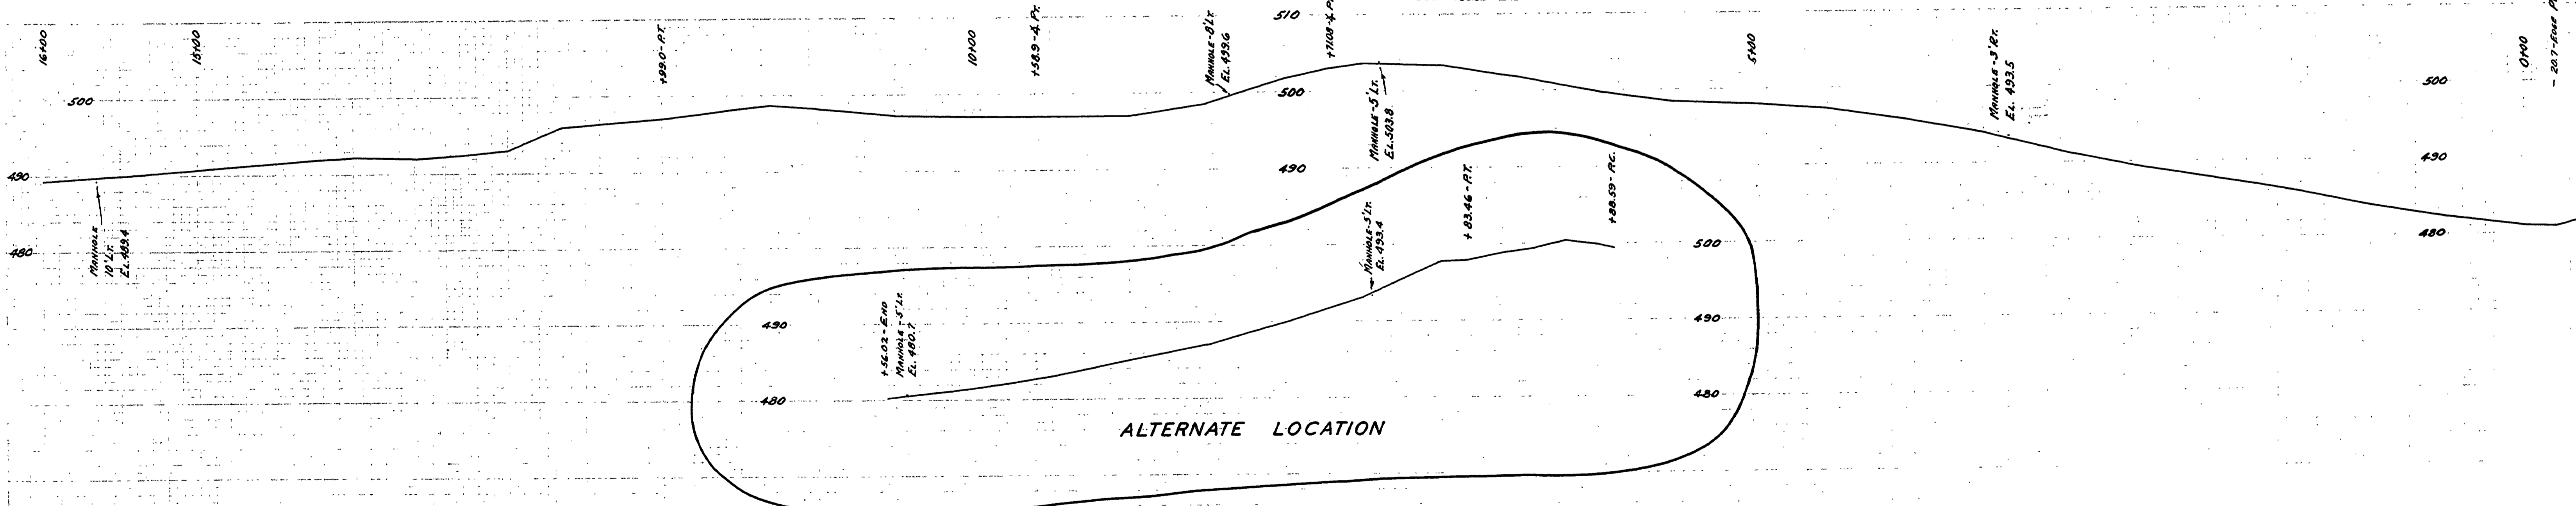 16+00
15+00
+99.0-P.T.
10+00
+58.9-∠ Pt.
MANHOLE-8'LT.
EL.499.6
510
+71.08-∠ P.
5+00
MANHOLE-3'RT.
EL. 493.5
0+00
-20.7-EDGE P
500
500
500
MANHOLE-5'LT.
EL.503.8
490
490
490
MANHOLE
10'LT.
EL.489.4
480
480
+56.02-END
MANHOLE-5'LT.
EL.480.7
MANHOLE-5'LT.
EL.493.4
+83.46-P.T.
+88.59-P.C.
500
490
490
480
480
ALTERNATE LOCATION